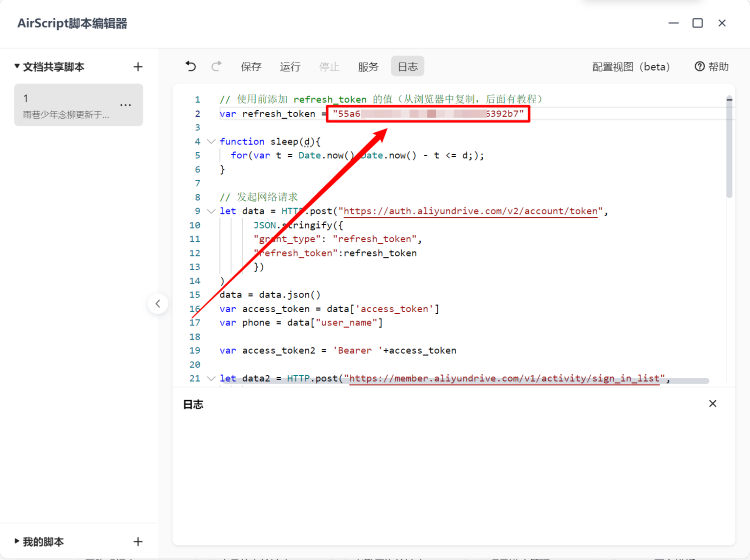 AirScript脚本编辑器
文档共享脚本
保存 运行 停止 服务 日志 配置视图（beta） 帮助
1
雨巷少年念柳更新于...
1 // 使用前添加 refresh_token 的值（从浏览器中复制，后面有教程）
2 var refresh_token = "55a6 6392b7"
3
4 function sleep(d){
5 for(var t = Date.now();Date.now() - t <= d;);
6 }
7
8 // 发起网络请求
9 let data = HTTP.post("https://auth.aliyundrive.com/v2/account/token",
10 JSON.stringify({
11 "grant_type": "refresh_token",
12 "refresh_token":refresh_token
13 })
14 )
15 data = data.json()
16 var access_token = data['access_token']
17 var phone = data["user_name"]
18
19 var access_token2 = 'Bearer '+access_token
20
21 let data2 = HTTP.post("https://member.aliyundrive.com/v1/activity/sign_in_list",
日志
我的脚本